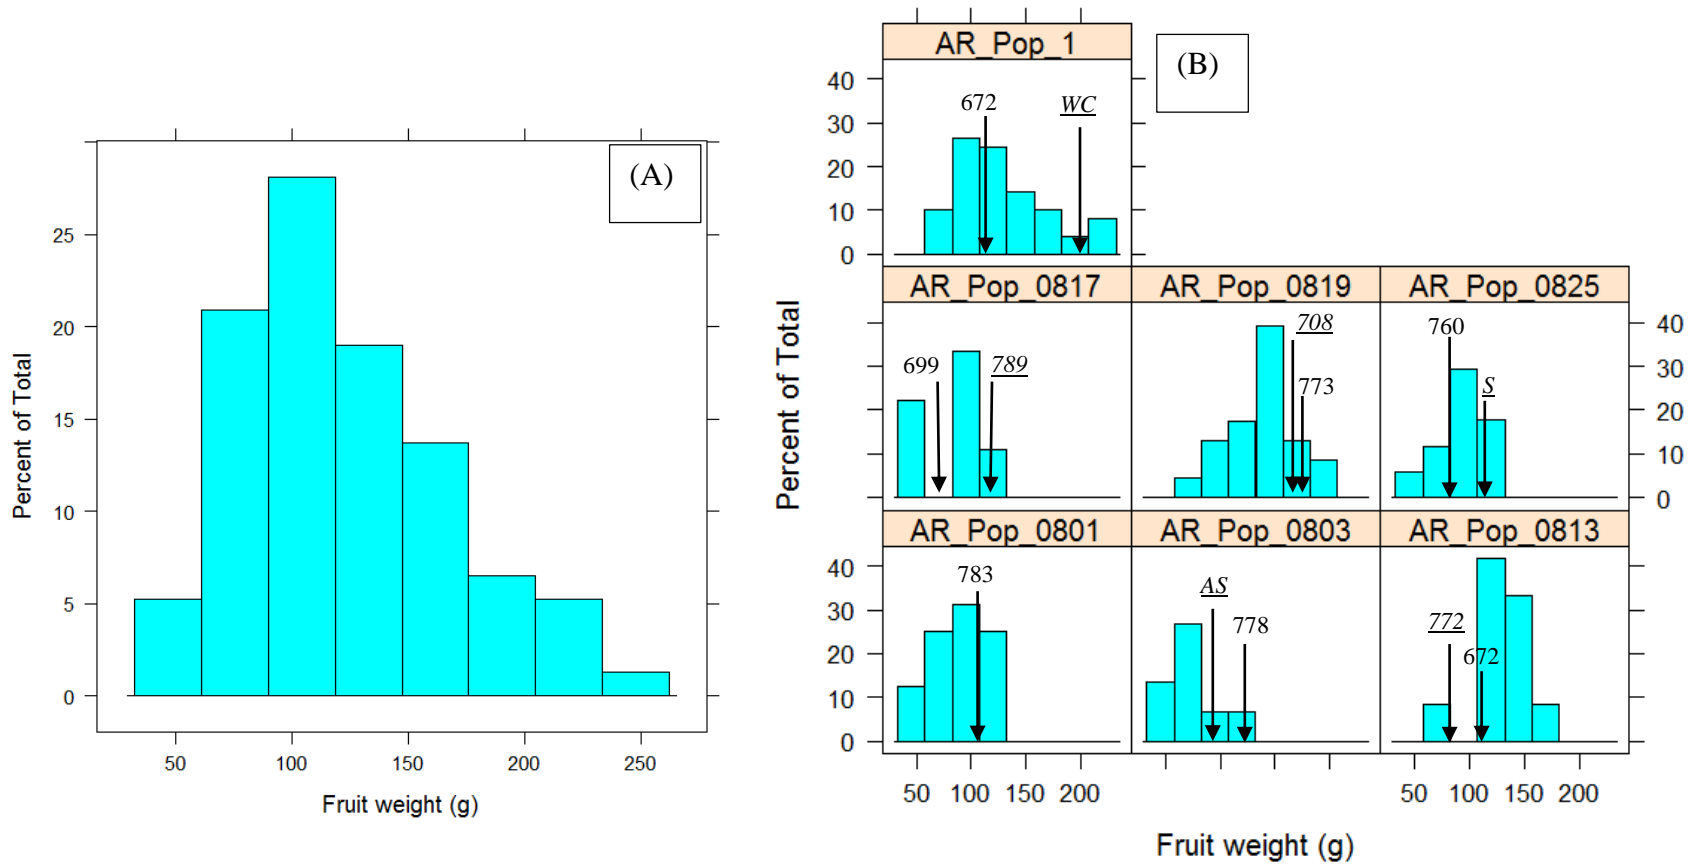 (A)
Percent of Total
25
20
15
10
5
0
50 100 150 200 250
Fruit weight (g)
(B)
Percent of Total
AR_Pop_1
40
30
20
10
0
672 WC
AR_Pop_0817 AR_Pop_0819 AR_Pop_0825
699 789
708
773
760
S
40
30
20
10
0
AR_Pop_0801 AR_Pop_0803 AR_Pop_0813
40
30
20
10
0
783
AS
778
772
672
50 100 150 200 50 100 150 200
Fruit weight (g)